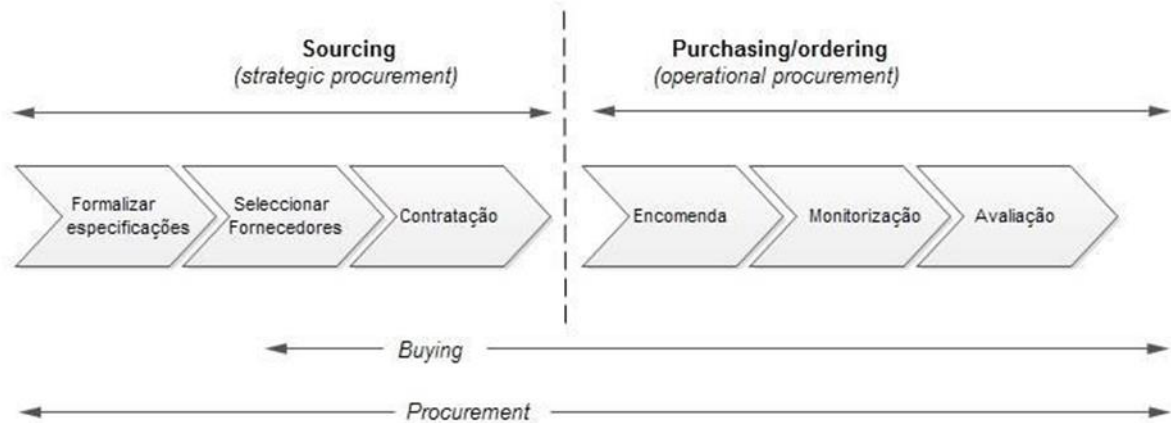 Sourcing
(strategic procurement)
Purchasing/ordering
(operational procurement)
Formalizar
especificações
Seleccionar
Fornecedores
Contratação
Encomenda
Monitorização
Avaliação
Buying
Procurement